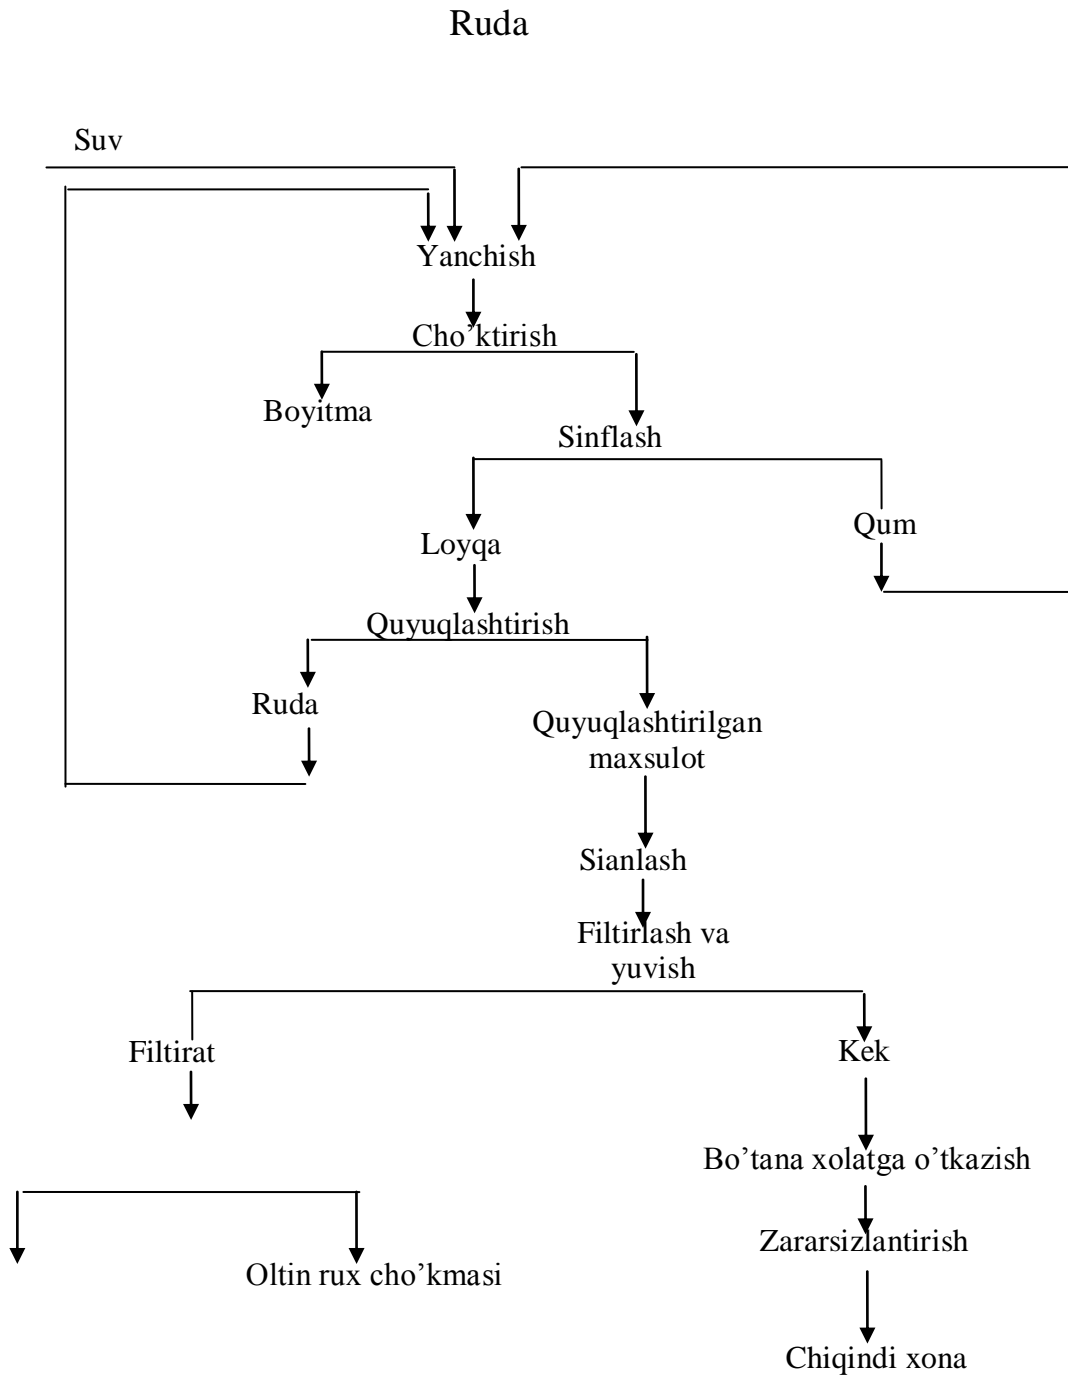 Ruda
Suv
Yanchish
Cho’ktirish
Boyitma
Sinflash
Qum
Loyqa
Quyuqlashtirish
Ruda
Quyuqlashtirilgan
maxsulot
Sianlash
Filtirlash va
yuvish
Filtirat
Kek
Bo’tana xolatga o’tkazish
Zararsizlantirish
Oltin rux cho’kmasi
Chiqindi xona